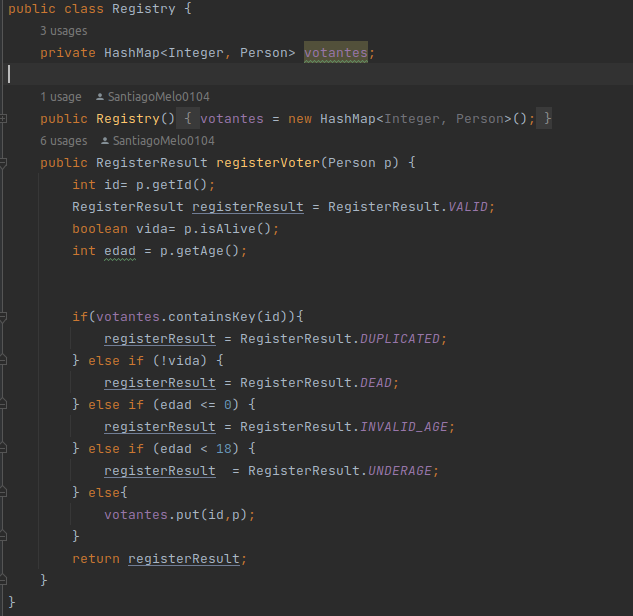 public class Registry {
3 usages
private HashMap<Integer, Person> votantes;
1 usage SantiagoMelo0104
public Registry() { votantes = new HashMap<Integer, Person>(); }
6 usages SantiagoMelo0104
public RegisterResult registerVoter(Person p) {
int id= p.getId();
RegisterResult registerResult = RegisterResult.VALID;
boolean vida= p.isAlive();
int edad = p.getAge();
if(votantes.containsKey(id)){
registerResult = RegisterResult.DUPLICATED;
} else if (!vida) {
registerResult = RegisterResult.DEAD;
} else if (edad <= 0) {
registerResult = RegisterResult.INVALID_AGE;
} else if (edad < 18) {
registerResult  = RegisterResult.UNDERAGE;
} else{
votantes.put(id,p);
}
return registerResult;
}
}